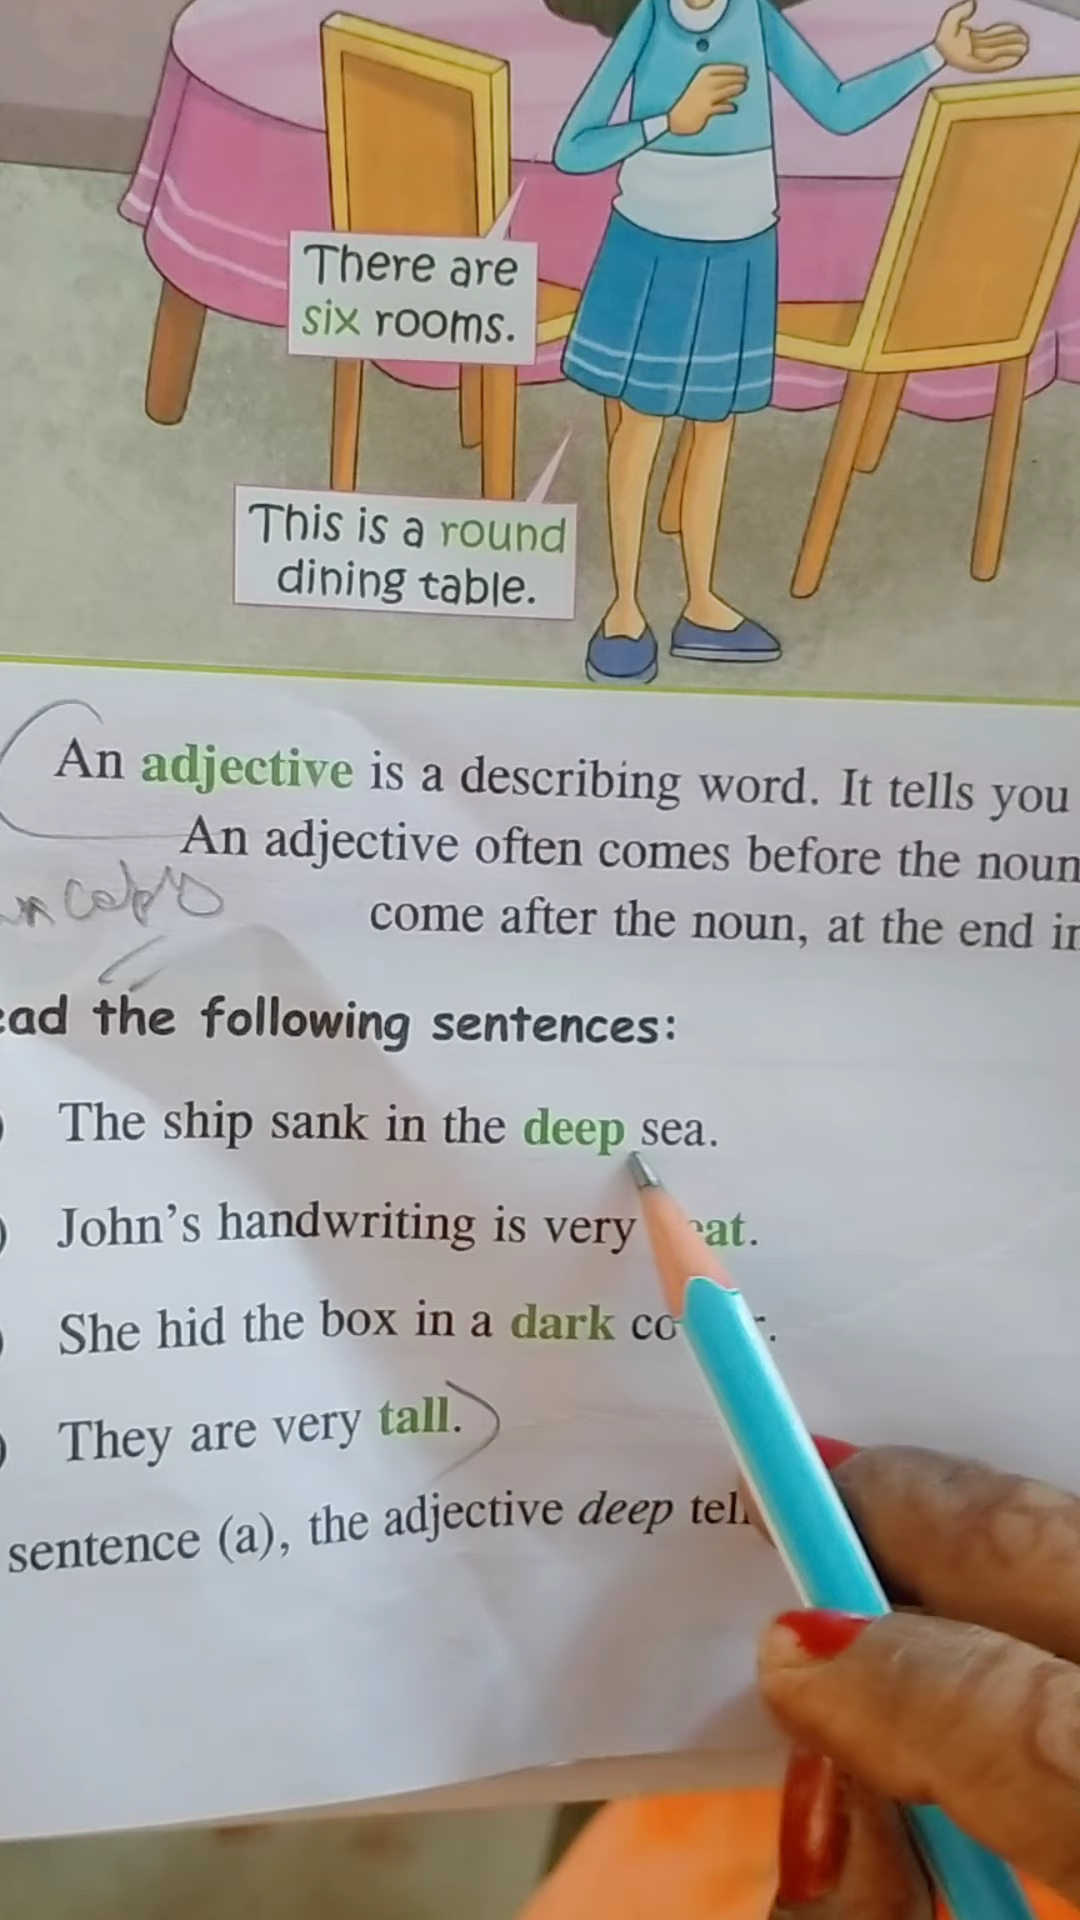 There are
six rooms.
This is a round
dining table.
An adjective is a describing word. It tells you
An adjective often comes before the noun
come after the noun, at the end
the following sentences:
The ship sank in the deep sea.
John's handwriting is very
She hid the box in a dark
They are very tall.
sentence (a), the adjective deep